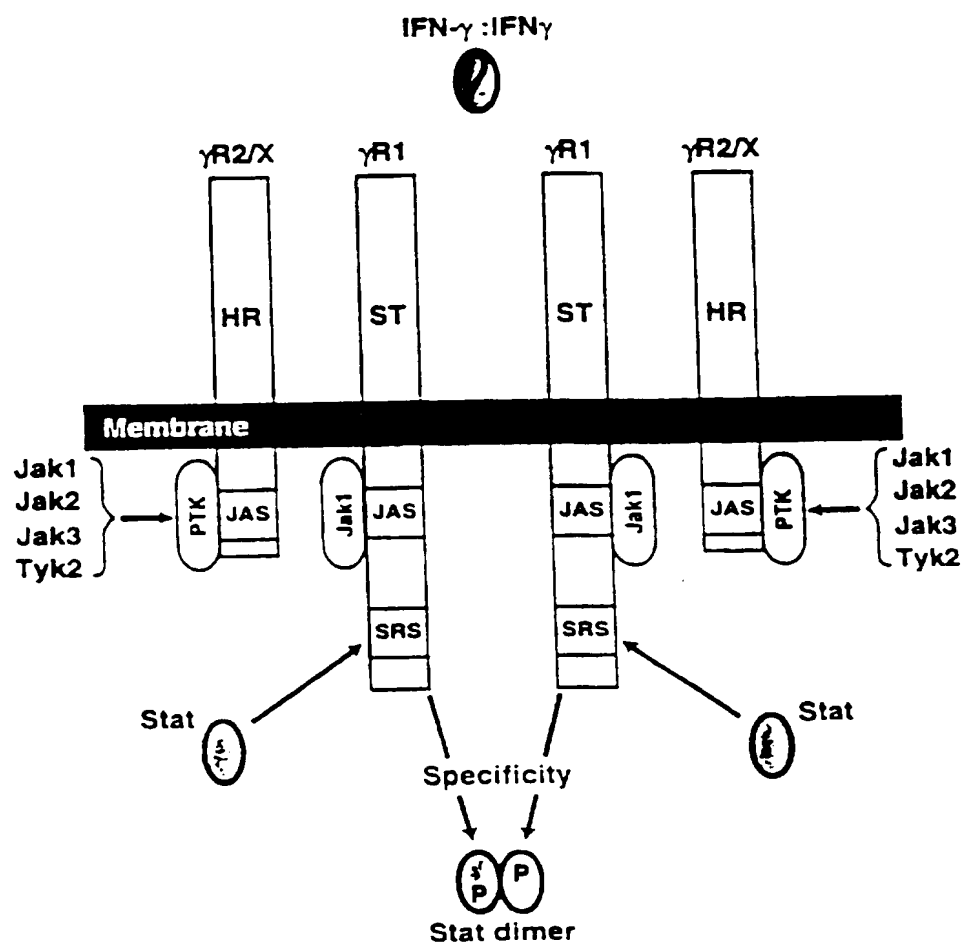 IFN-γ :IFNγ
γR2/X γR1 γR1 γR2/X
HR ST ST HR
Membrane
Jak1 Jak1
Jak2 Jak2
Jak3 Jak3
Tyk2 Tyk2
PTK JAS Jak1 JAS JAS Jak1 JAS PTK
SRS SRS
Stat Stat
Specificity
P P
Stat dimer